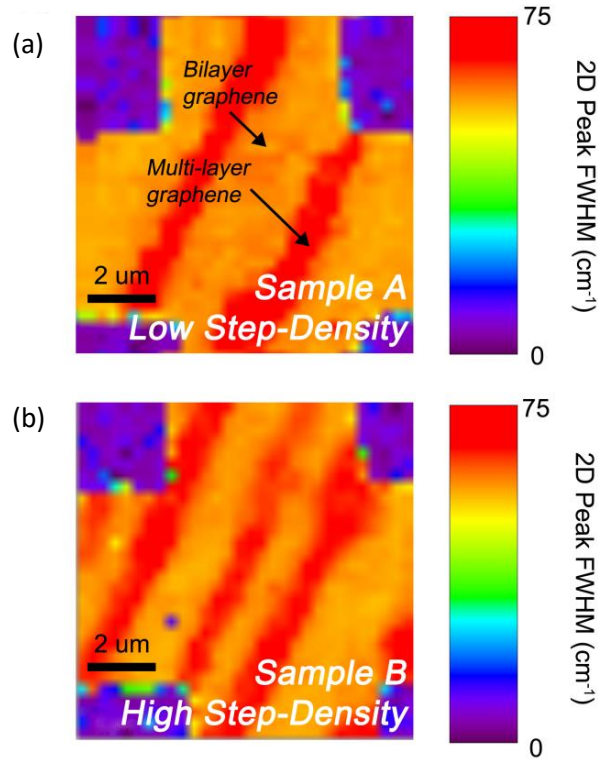 (a)
75
Bilayer
graphene
Multi-layer
graphene
2 um
Sample A
Low Step-Density
0
2D Peak FWHM (cm⁻¹)
(b)
75
2 um
Sample B
High Step-Density
0
2D Peak FWHM (cm⁻¹)